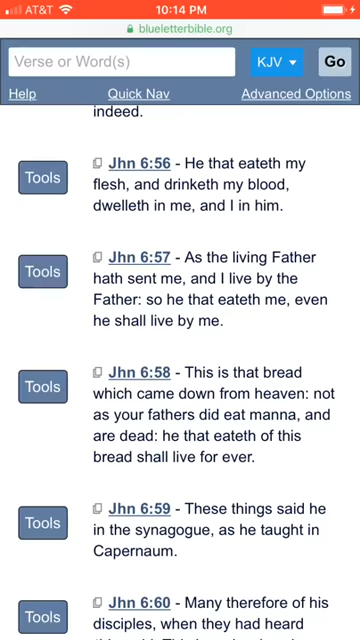 AT&T 10:14 PM
blueletterbible.org
Verse or Word(s) KJV Go
Help Quick Nav Advanced Options
indeed.
Tools Jhn 6:56 - He that eateth my
flesh, and drinketh my blood,
dwelleth in me, and I in him.
Tools Jhn 6:57 - As the living Father
hath sent me, and I live by the
Father: so he that eateth me, even
he shall live by me.
Tools Jhn 6:58 - This is that bread
which came down from heaven: not
as your fathers did eat manna, and
are dead: he that eateth of this
bread shall live for ever.
Tools Jhn 6:59 - These things said he
in the synagogue, as he taught in
Capernaum.
Tools Jhn 6:60 - Many therefore of his
disciples, when they had heard